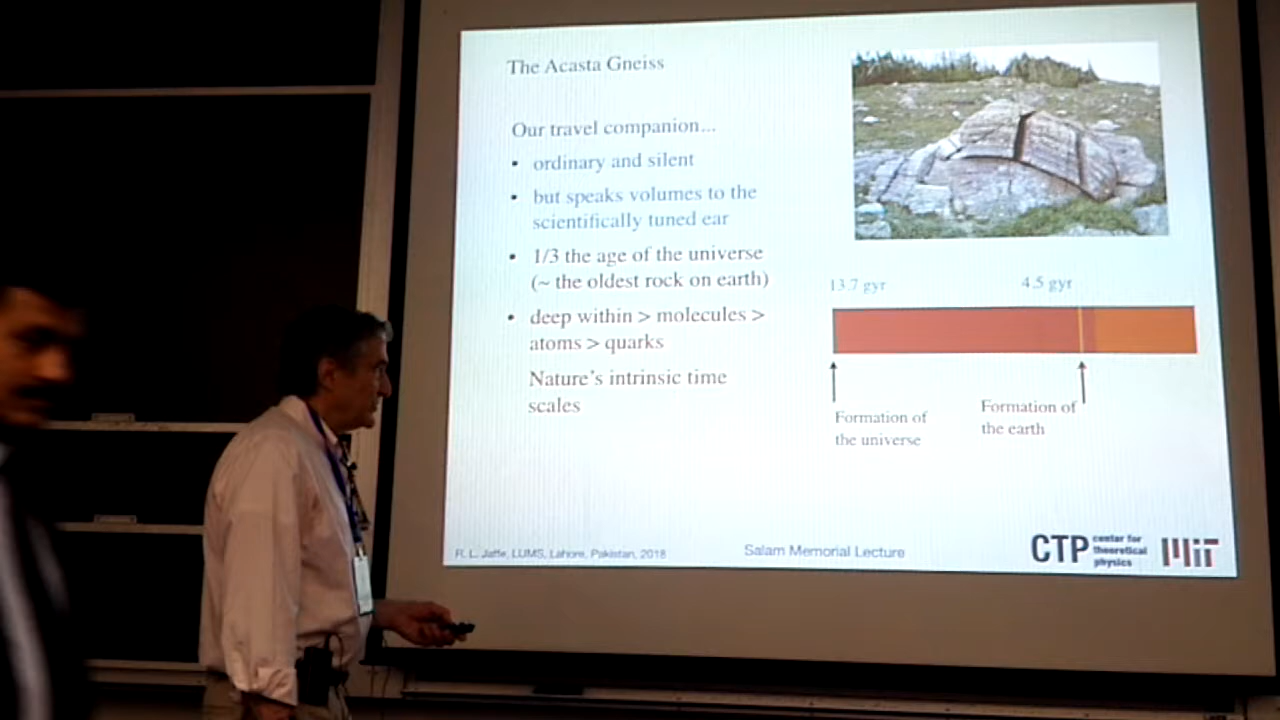 The Acasta Gneiss
Our travel companion...
• ordinary and silent
• but speaks volumes to the
scientifically tuned ear
• 1/3 the age of the universe
(~ the oldest rock on earth)
• deep within > molecules >
atoms > quarks
Nature's intrinsic time
scales
13.7 gyr
4.5 gyr
Formation of
the universe
Formation of
the earth
R. L. Jaffe, LUMS, Lahore, Pakistan, 2018
Salam Memorial Lecture
CTP
center for
theoretical
physics
MIT